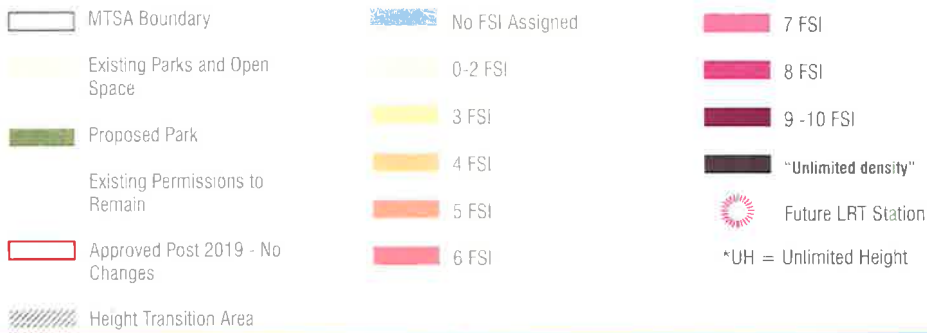 MTSA Boundary
Existing Parks and Open
Space
Proposed Park
Existing Permissions to
Remain
Approved Post 2019 - No
Changes
Height Transition Area
No FSI Assigned
0-2 FSI
3 FSI
4 FSI
5 FSI
6 FSI
7 FSI
8 FSI
9 -10 FSI
"Unlimited density"
Future LRT Station
*UH = Unlimited Height